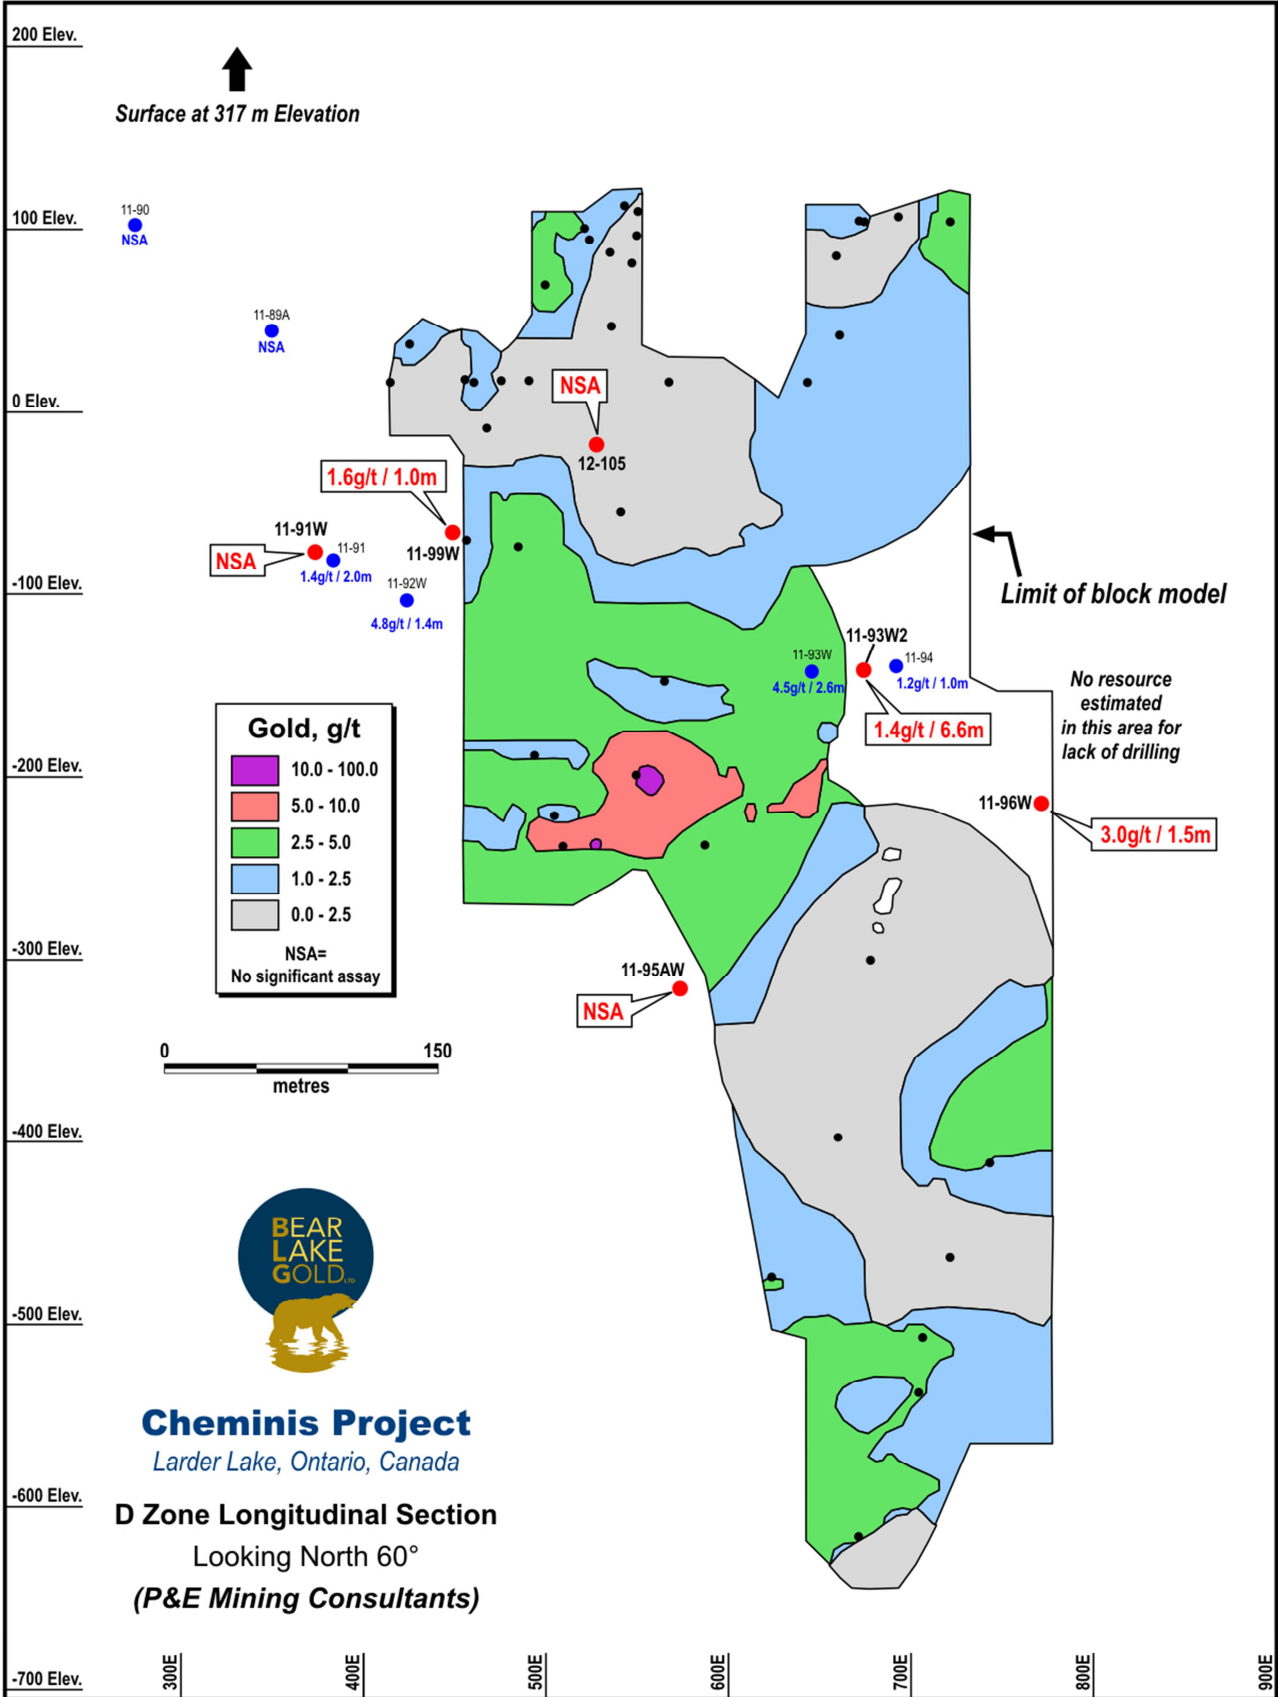 200 Elev.
Surface at 317 m Elevation
100 Elev.
11-90
NSA
11-89A
NSA
0 Elev.
NSA
12-105
1.6g/t / 1.0m
11-99W
11-91W
NSA
11-91
1.4g/t / 2.0m
11-92W
4.8g/t / 1.4m
-100 Elev.
Limit of block model
11-93W
4.5g/t / 2.6m
11-93W2
11-94
1.2g/t / 1.0m
1.4g/t / 6.6m
No resource
estimated
in this area for
lack of drilling
11-96W
3.0g/t / 1.5m
-200 Elev.
Gold, g/t
10.0 - 100.0
5.0 - 10.0
2.5 - 5.0
1.0 - 2.5
0.0 - 2.5
NSA=
No significant assay
-300 Elev.
11-95AW
NSA
0 150
metres
-400 Elev.
BEAR
LAKE
GOLD LTD
-500 Elev.
Cheminis Project
Larder Lake, Ontario, Canada
-600 Elev.
D Zone Longitudinal Section
Looking North 60°
(P&E Mining Consultants)
-700 Elev.
300E
400E
500E
600E
700E
800E
900E